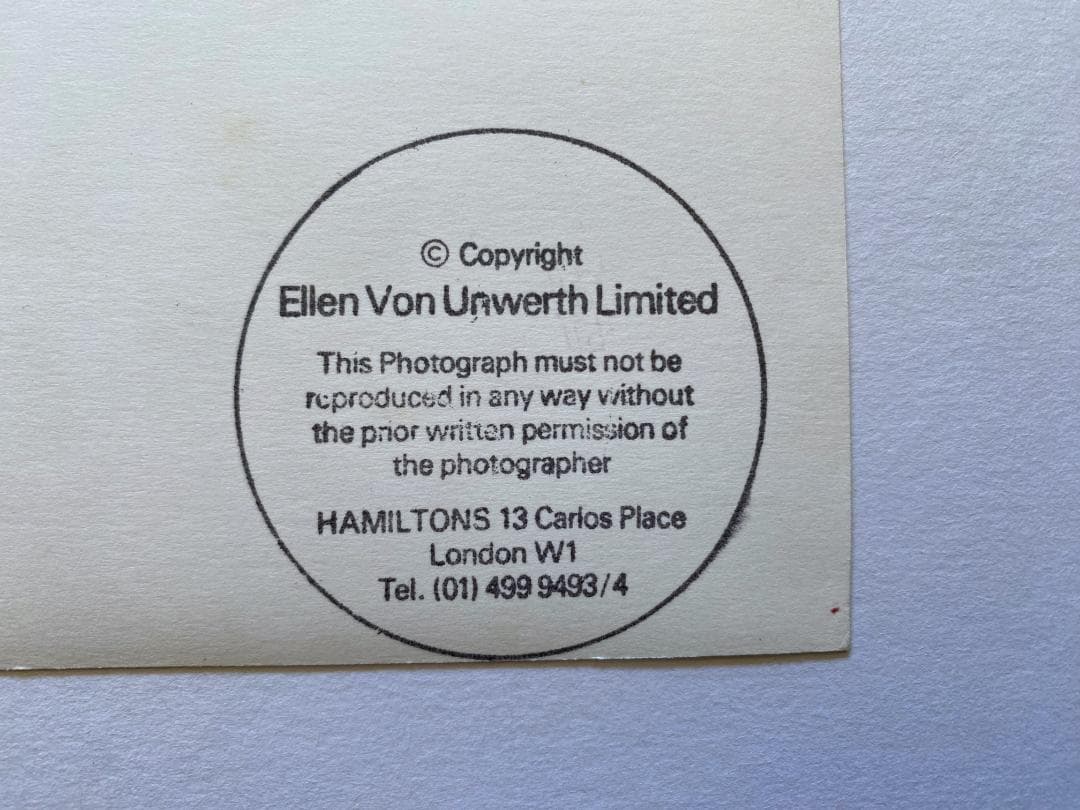 © Copyright
Ellen Von Unwerth Limited
This Photograph must not be
reproduced in any way without
the prior written permission of
the photographer
HAMILTONS 13 Carlos Place
London W1
Tel. (01) 499 9493/4